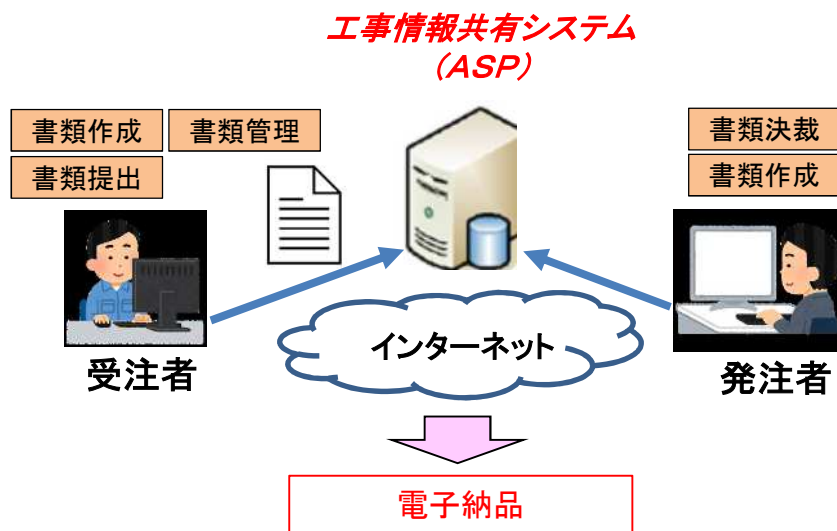 工事情報共有システム
（ASP）
書類作成
書類管理
書類提出
書類決裁
書類作成
受注者
インターネット
発注者
電子納品